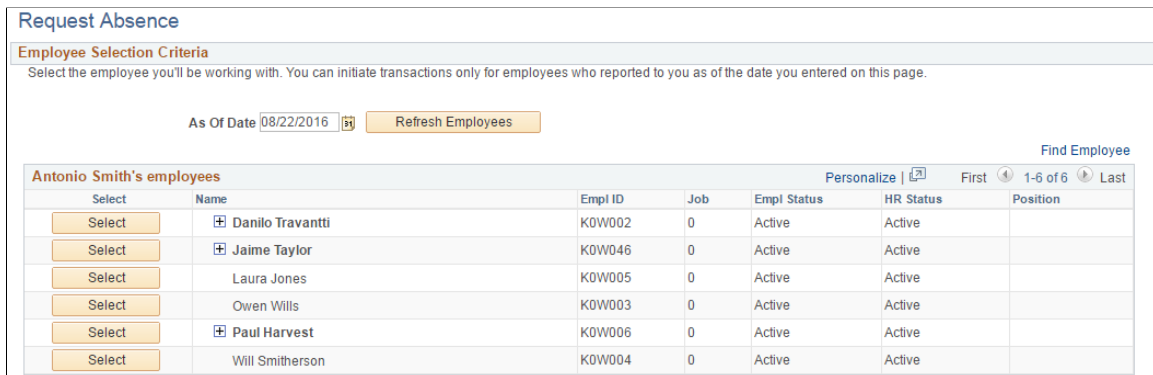 Request Absence
Employee Selection Criteria
Select the employee you'll be working with. You can initiate transactions only for employees who reported to you as of the date you entered on this page.
As Of Date 08/22/2016 31 Refresh Employees
Find Employee
Antonio Smith's employees Personalize | First 1-6 of 6 Last
Select Name Empl ID Job Empl Status HR Status Position
Select Danilo Travantti K0W002 0 Active Active
Select Jaime Taylor K0W046 0 Active Active
Select Laura Jones K0W005 0 Active Active
Select Owen Wills K0W003 0 Active Active
Select Paul Harvest K0W006 0 Active Active
Select Will Smitherson K0W004 0 Active Active